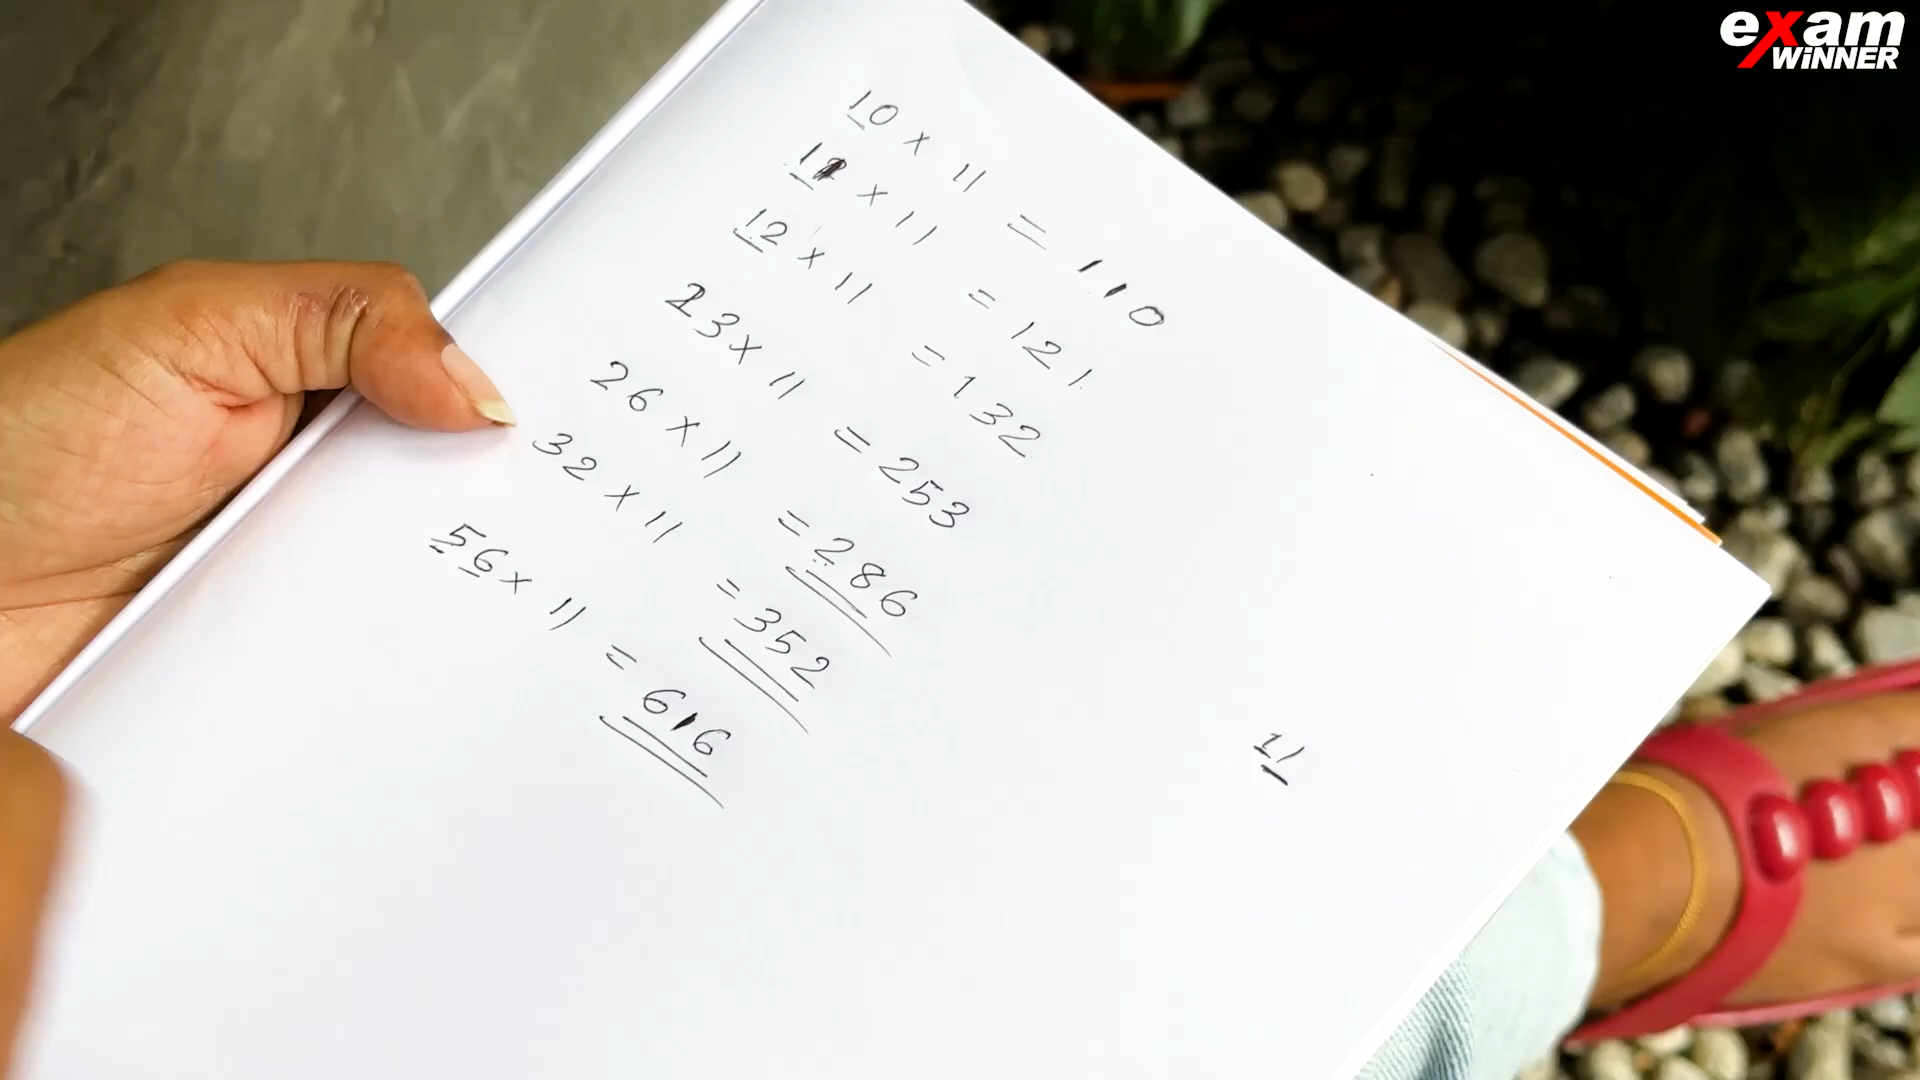 exam
WiNNER
10 x 11 = 110
11 x 11 = 121
12 x 11 = 132
23 x 11 = 253
26 x 11 = 286
32 x 11 = 352
56 x 11 = 616
11